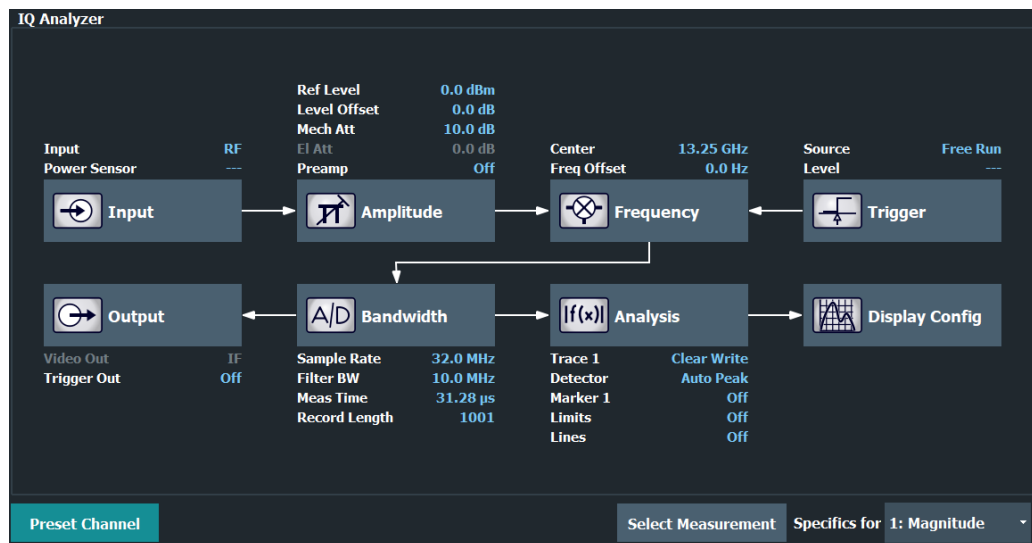 IQ Analyzer
Ref Level 0.0 dBm
Level Offset 0.0 dB
Mech Att 10.0 dB
El Att 0.0 dB
Preamp Off
Input RF
Power Sensor ---
Center 13.25 GHz
Freq Offset 0.0 Hz
Source Free Run
Level ---
Input
Amplitude
Frequency
Trigger
Output
A/D Bandwidth
|f(x)| Analysis
Display Config
Video Out IF
Trigger Out Off
Sample Rate 32.0 MHz
Filter BW 10.0 MHz
Meas Time 31.28 µs
Record Length 1001
Trace 1 Clear Write
Detector Auto Peak
Marker 1 Off
Limits Off
Lines Off
Preset Channel
Select Measurement
Specifics for 1: Magnitude